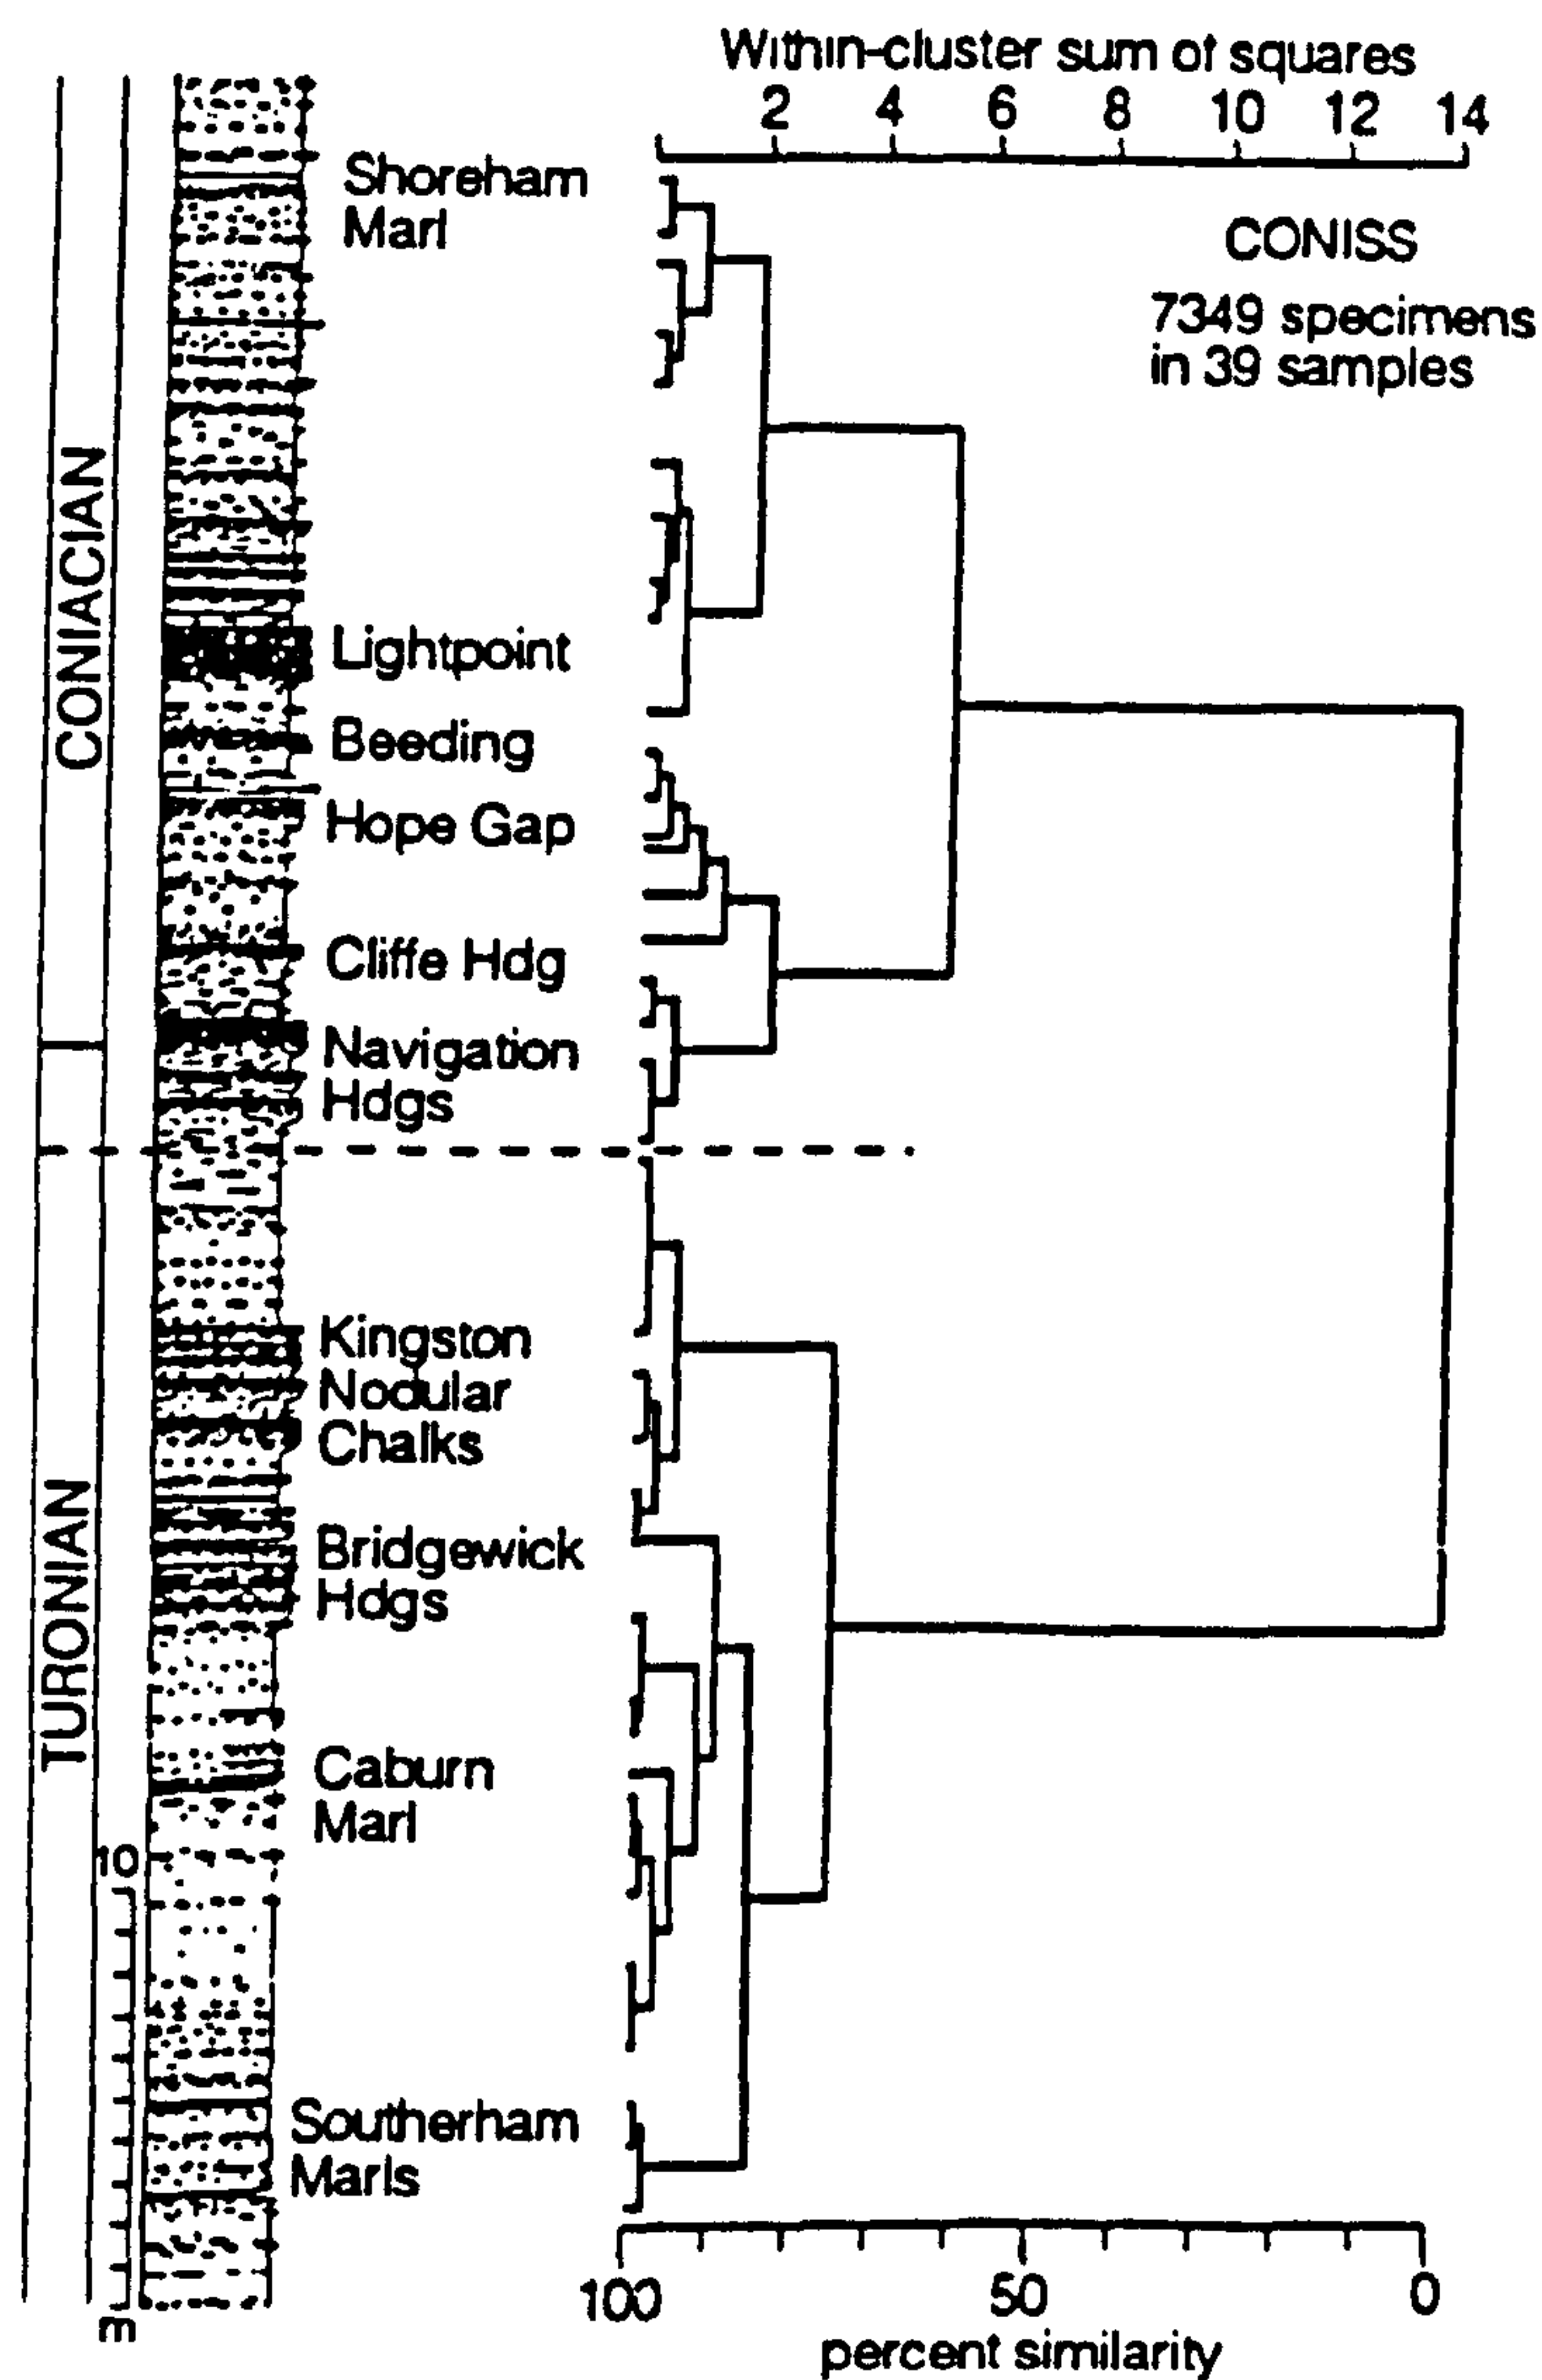 Within-cluster sum of squares
2 4 6 8 10 12 14
CONISS
7349 specimens
in 39 samples
CONIACIAN
TURONIAN
Shoreham
Marl
Lightpoint
Beeding
Hope Gap
Cliffe Hdg
Navigation
Hdgs
Kingston
Nodular
Chalks
Bridgewick
Hdgs
Caburn
Marl
10
Southerham
Marls
m
100 50 0
percent similarity